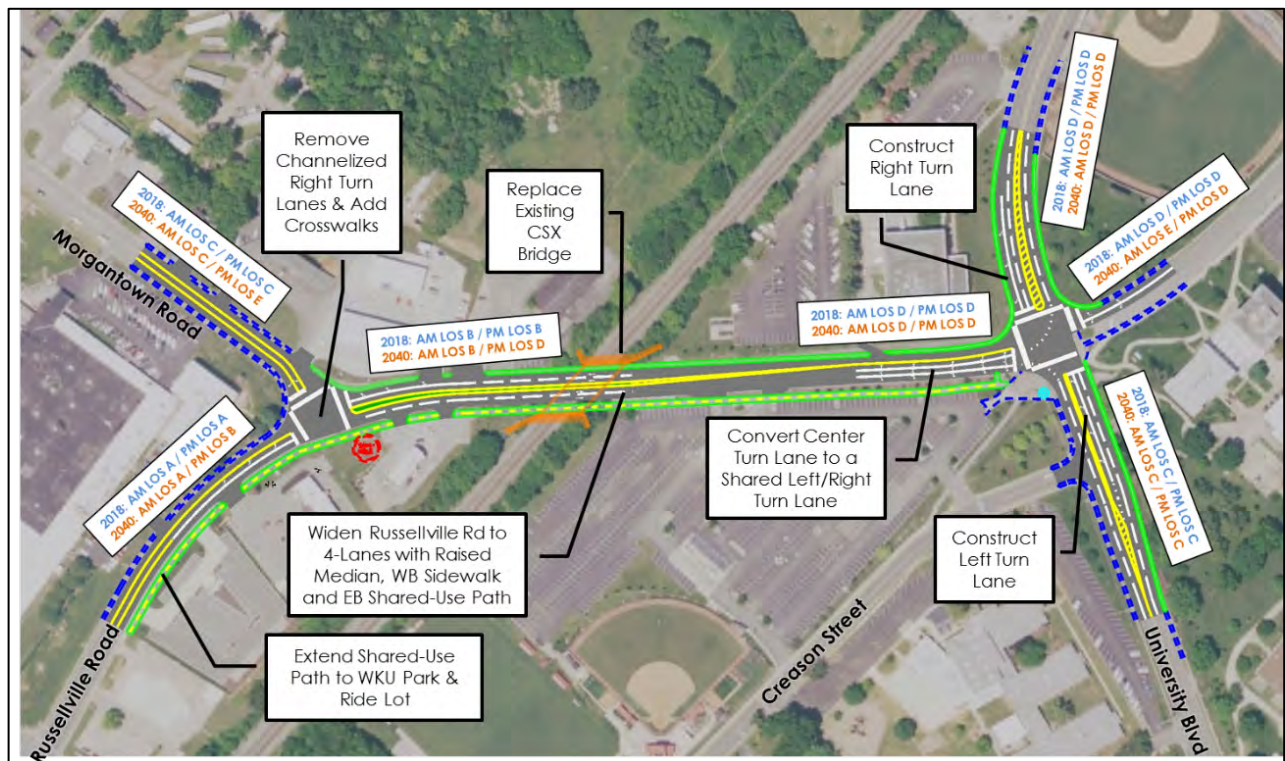 Remove
Channelized
Right Turn
Lanes & Add
Crosswalks
Replace
Existing
CSX
Bridge
Construct
Right Turn
Lane
2018: AM LOS D / PM LOS D
2040: AM LOS D / PM LOS D
2018: AM LOS D / PM LOS D
2040: AM LOS E / PM LOS D
2018: AM LOS C / PM LOS C
2040: AM LOS C / PM LOS E
Morgantown Road
2018: AM LOS B / PM LOS B
2040: AM LOS B / PM LOS D
2018: AM LOS D / PM LOS D
2040: AM LOS D / PM LOS D
2018: AM LOS A / PM LOS A
2040: AM LOS A / PM LOS B
2018: AM LOS C / PM LOS C
2040: AM LOS C / PM LOS C
Convert Center
Turn Lane to a
Shared Left/Right
Turn Lane
Widen Russellville Rd to
4-Lanes with Raised
Median, WB Sidewalk
and EB Shared-Use Path
Construct
Left Turn
Lane
Extend Shared-Use
Path to WKU Park &
Ride Lot
Russellville Road
Creason Street
University Blvd